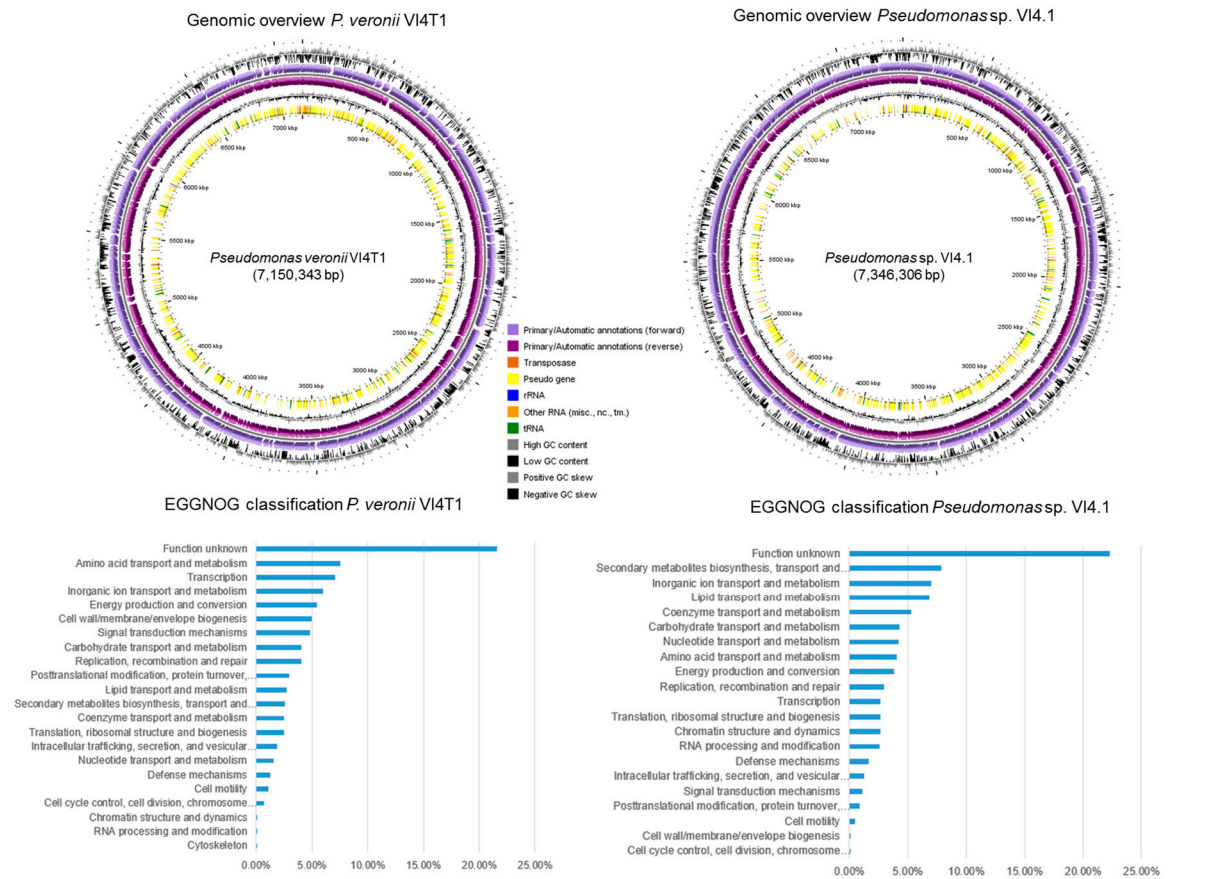 Genomic overview P. veronii VI4T1
Genomic overview Pseudomonas sp. VI4.1
7000 kbp
500 kbp
6500 kbp
1000 kbp
6000 kbp
1500 kbp
5500 kbp
Pseudomonas veronii VI4T1
(7,150,343 bp)
2000 kbp
5000 kbp
2500 kbp
4500 kbp
3000 kbp
4000 kbp
3500 kbp
7000 kbp
500 kbp
6500 kbp
1000 kbp
6000 kbp
1500 kbp
5500 kbp
Pseudomonas sp. VI4.1
(7,346,306 bp)
2000 kbp
5000 kbp
2500 kbp
4500 kbp
3000 kbp
4000 kbp
3500 kbp
Primary/Automatic annotations (forward)
Primary/Automatic annotations (reverse)
Transposase
Pseudo gene
rRNA
Other RNA (misc., nc., tm.)
tRNA
High GC content
Low GC content
Positive GC skew
Negative GC skew
EGGNOG classification P. veronii VI4T1
Function unknown
Amino acid transport and metabolism
Transcription
Inorganic ion transport and metabolism
Energy production and conversion
Cell wall/membrane/envelope biogenesis
Signal transduction mechanisms
Carbohydrate transport and metabolism
Replication, recombination and repair
Posttranslational modification, protein turnover,...
Lipid transport and metabolism
Secondary metabolites biosynthesis, transport and...
Coenzyme transport and metabolism
Translation, ribosomal structure and biogenesis
Intracellular trafficking, secretion, and vesicular...
Nucleotide transport and metabolism
Defense mechanisms
Cell motility
Cell cycle control, cell division, chromosome...
Chromatin structure and dynamics
RNA processing and modification
Cytoskeleton
0.00% 5.00% 10.00% 15.00% 20.00% 25.00%
EGGNOG classification Pseudomonas sp. VI4.1
Function unknown
Secondary metabolites biosynthesis, transport and...
Inorganic ion transport and metabolism
Lipid transport and metabolism
Coenzyme transport and metabolism
Carbohydrate transport and metabolism
Nucleotide transport and metabolism
Amino acid transport and metabolism
Energy production and conversion
Replication, recombination and repair
Transcription
Translation, ribosomal structure and biogenesis
Chromatin structure and dynamics
RNA processing and modification
Defense mechanisms
Intracellular trafficking, secretion, and vesicular...
Signal transduction mechanisms
Posttranslational modification, protein turnover,...
Cell motility
Cell wall/membrane/envelope biogenesis
Cell cycle control, cell division, chromosome...
0.00% 5.00% 10.00% 15.00% 20.00% 25.00%